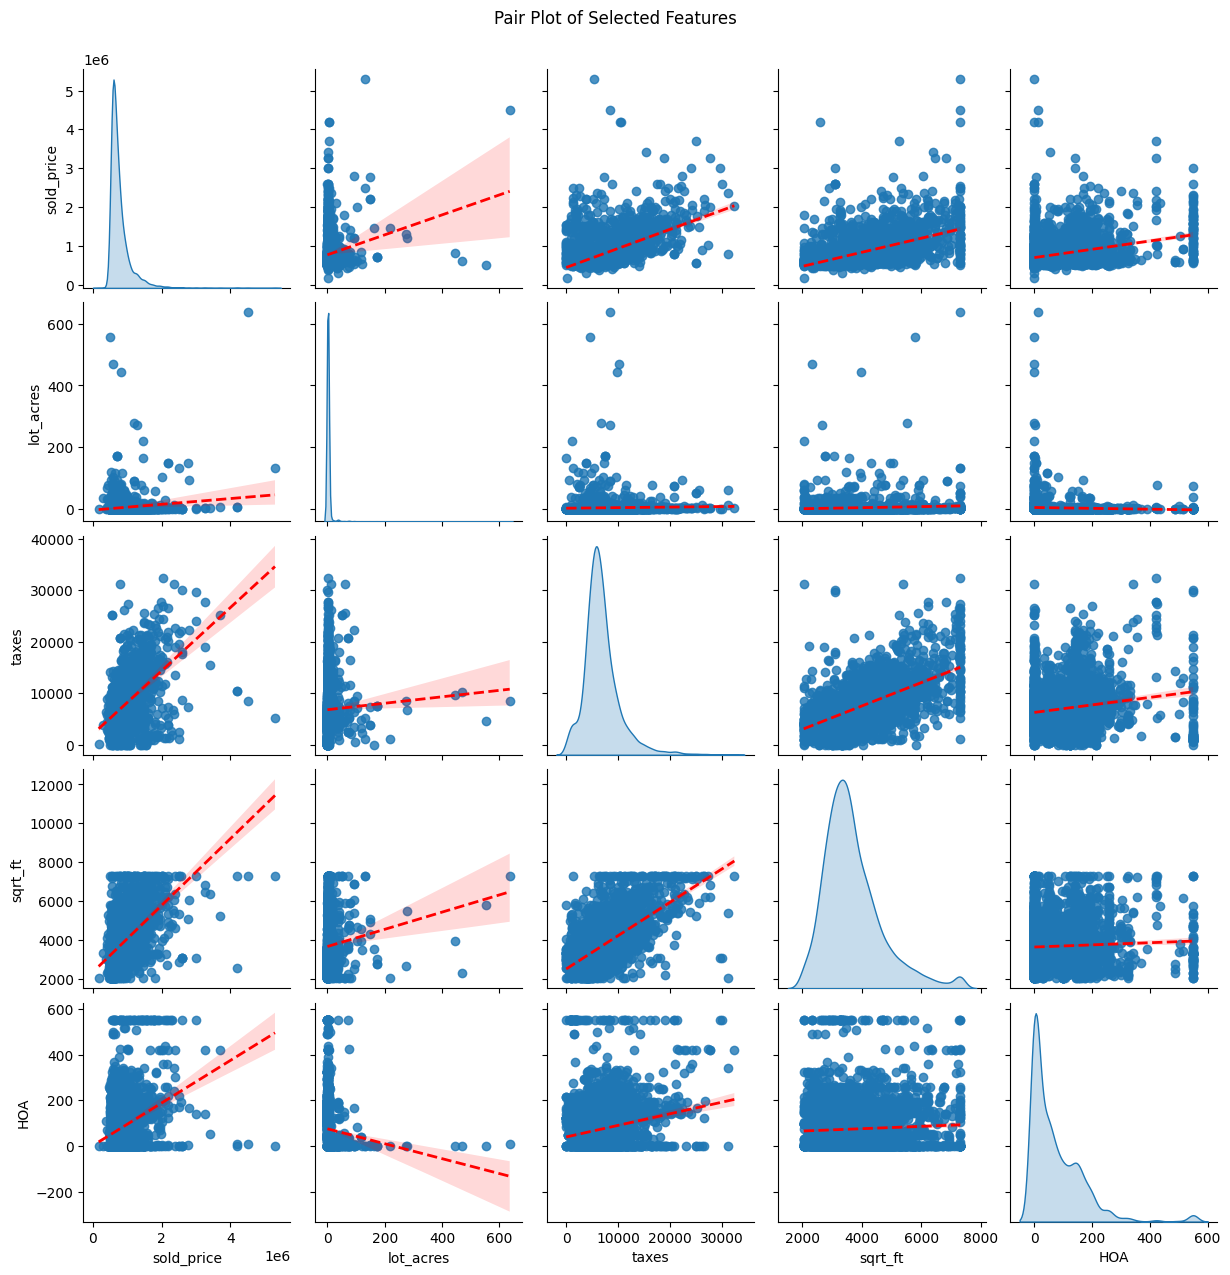 Pair Plot of Selected Features
1e6
5
4
3
2
1
0
sold_price
600
400
200
0
lot_acres
40000
30000
20000
10000
0
taxes
12000
10000
8000
6000
4000
2000
sqrt_ft
600
400
200
0
−200
HOA
0 2 4 0 200 400 600 0 10000 20000 30000 2000 4000 6000 8000 0 200 400 600
1e6
sold_price lot_acres taxes sqrt_ft HOA